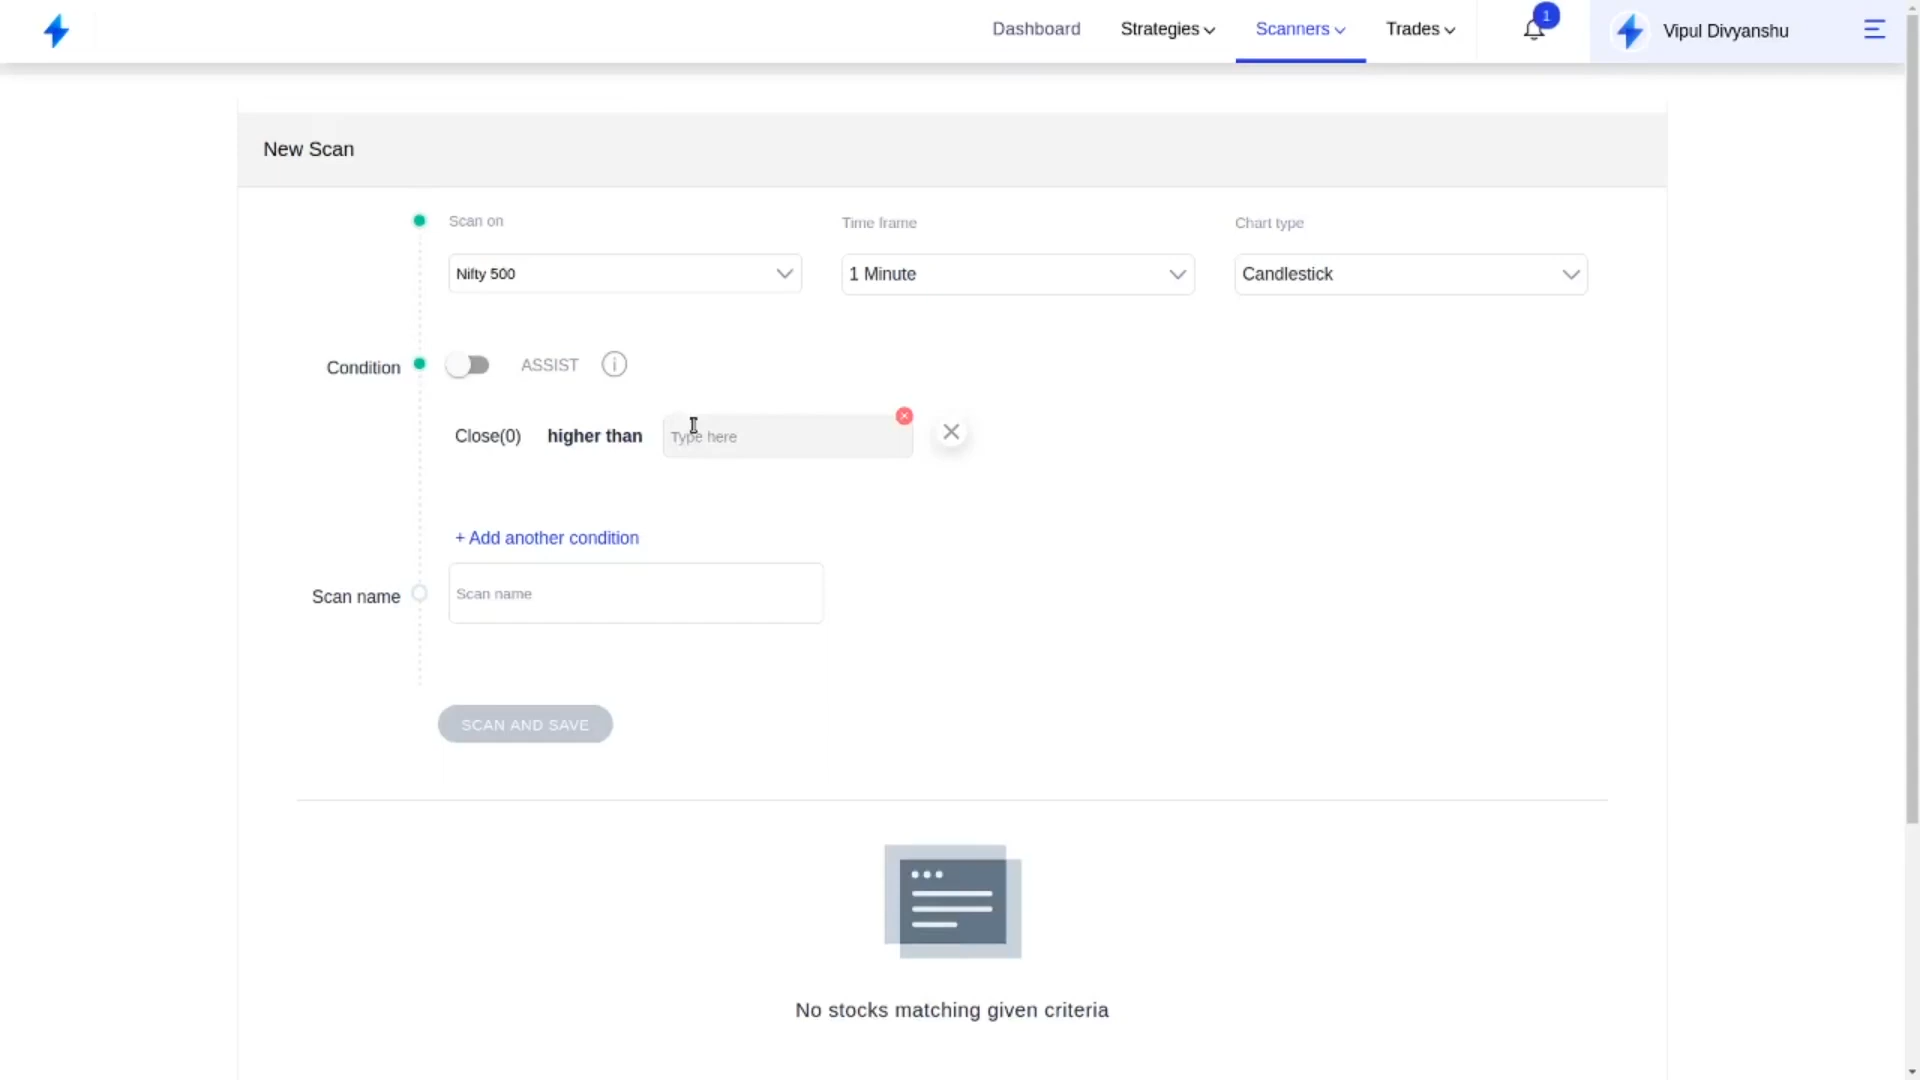 Dashboard Strategies Scanners Trades 1 Vipul Divyanshu
New Scan
Scan on Time frame Chart type
Nifty 500 1 Minute Candlestick
Condition ASSIST i
Close(0) higher than Type here
+ Add another condition
Scan name Scan name
SCAN AND SAVE
No stocks matching given criteria